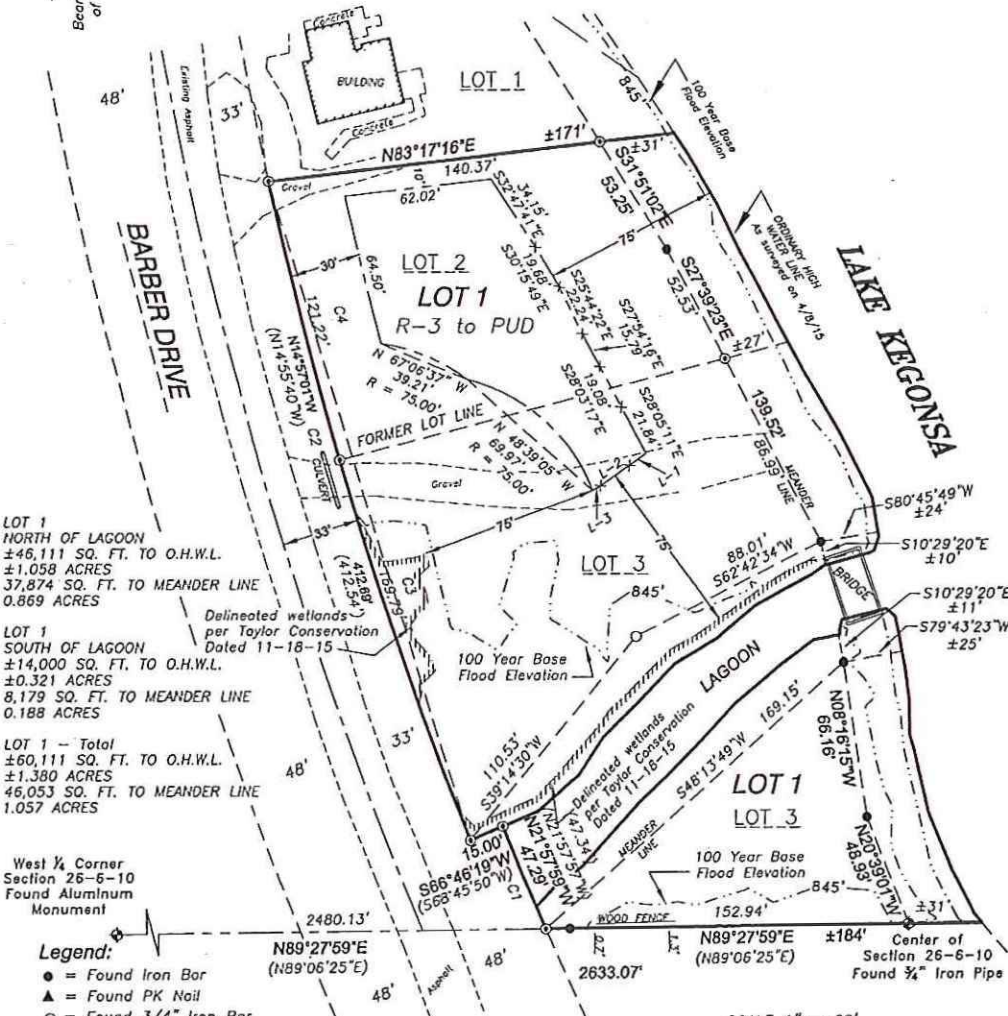 Bear
of
48'
Existing Asphalt
33'
Concrete
BUILDING
Concrete
LOT 1
845'
100 Year Base
Flood Elevation
N83°17'16"E
140.37'
±171'
±31'
Gravel
10'
62.02'
S31°51'02"E
53.25'
ORDINARY HIGH
WATER LINE
As surveyed on 4/8/15
LAKE KEGONSA
BARBER DRIVE
30'
LOT 2
LOT 1
R-3 to PUD
64.50'
34.15'
S32°47'41"E
19.68'
S30°15'49"E
75'
S27°39'23"E
52.53'
S25°44'22"E
22.24'
S27°54'16"E
15.79'
±27'
C4
121.22'
N14°57'01"W
(N14°55'40"W)
N 67°06'37" W
39.21'
R = 75.00'
19.08'
S28°03'17"E
S28°05'11"E
21.84'
FORMER LOT LINE
C2
CULVERT
N 48°39'05" W
69.97'
R = 75.00'
Gravel
139.52'
86.99'
MEANDER
LINE
L-3
75'
75'
33'
S80°45'49"W
±24'
S10°29'20"E
±10'
BRIDGE
S10°29'20"E
±11'
S79°43'23"W
±25'
LOT 1
NORTH OF LAGOON
±46,111 SQ. FT. TO O.H.W.L.
±1.058 ACRES
37,874 SQ. FT. TO MEANDER LINE
0.869 ACRES
412.69'
(412.54')
169.79'
C3
LOT 3
88.01'
S62°42'34"W
845'
Delineated wetlands
per Taylor Conservation
Dated 11-18-15
100 Year Base
Flood Elevation
LAGOON
LOT 1
SOUTH OF LAGOON
±14,000 SQ. FT. TO O.H.W.L.
±0.321 ACRES
8,179 SQ. FT. TO MEANDER LINE
0.188 ACRES
LOT 1 - Total
±60,111 SQ. FT. TO O.H.W.L.
±1.380 ACRES
46,053 SQ. FT. TO MEANDER LINE
1.057 ACRES
33'
48'
110.53'
S39°14'30"W
Delineated wetlands
per Taylor Conservation
Dated 11-18-15
169.15'
S48°13'49"W
MEANDER
LINE
N08°16'15"W
66.16'
LOT 1
LOT 3
N20°39'01"W
48.93'
15.00'
S66°46'19"W
(S68°45'50"W)
(N21°57'57"W)
(47.34')
N21°57'59"W
47.29'
C1
100 Year Base
Flood Elevation
845'
West ¼ Corner
Section 26-6-10
Found Aluminum
Monument
2480.13'
N89°27'59"E
(N89°06'25"E)
WOOD FENCE
152.94'
±31'
0.2'
1.3'
N89°27'59"E
(N89°06'25"E)
±184'
Center of
Section 26-6-10
Found ¾" Iron Pipe
2633.07'
48'
Asphalt
48'
Legend:
= Found Iron Bar
= Found PK Nail
= Found 3/4" Iron Bar